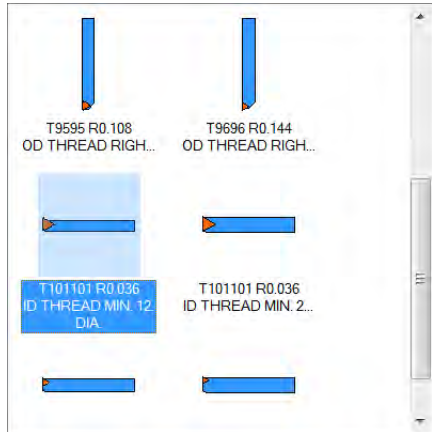 T9595 R0.108
OD THREAD RIGH...
T9696 R0.144
OD THREAD RIGH...
T101101 R0.036
ID THREAD MIN. 12.
DIA.
T101101 R0.036
ID THREAD MIN. 2...